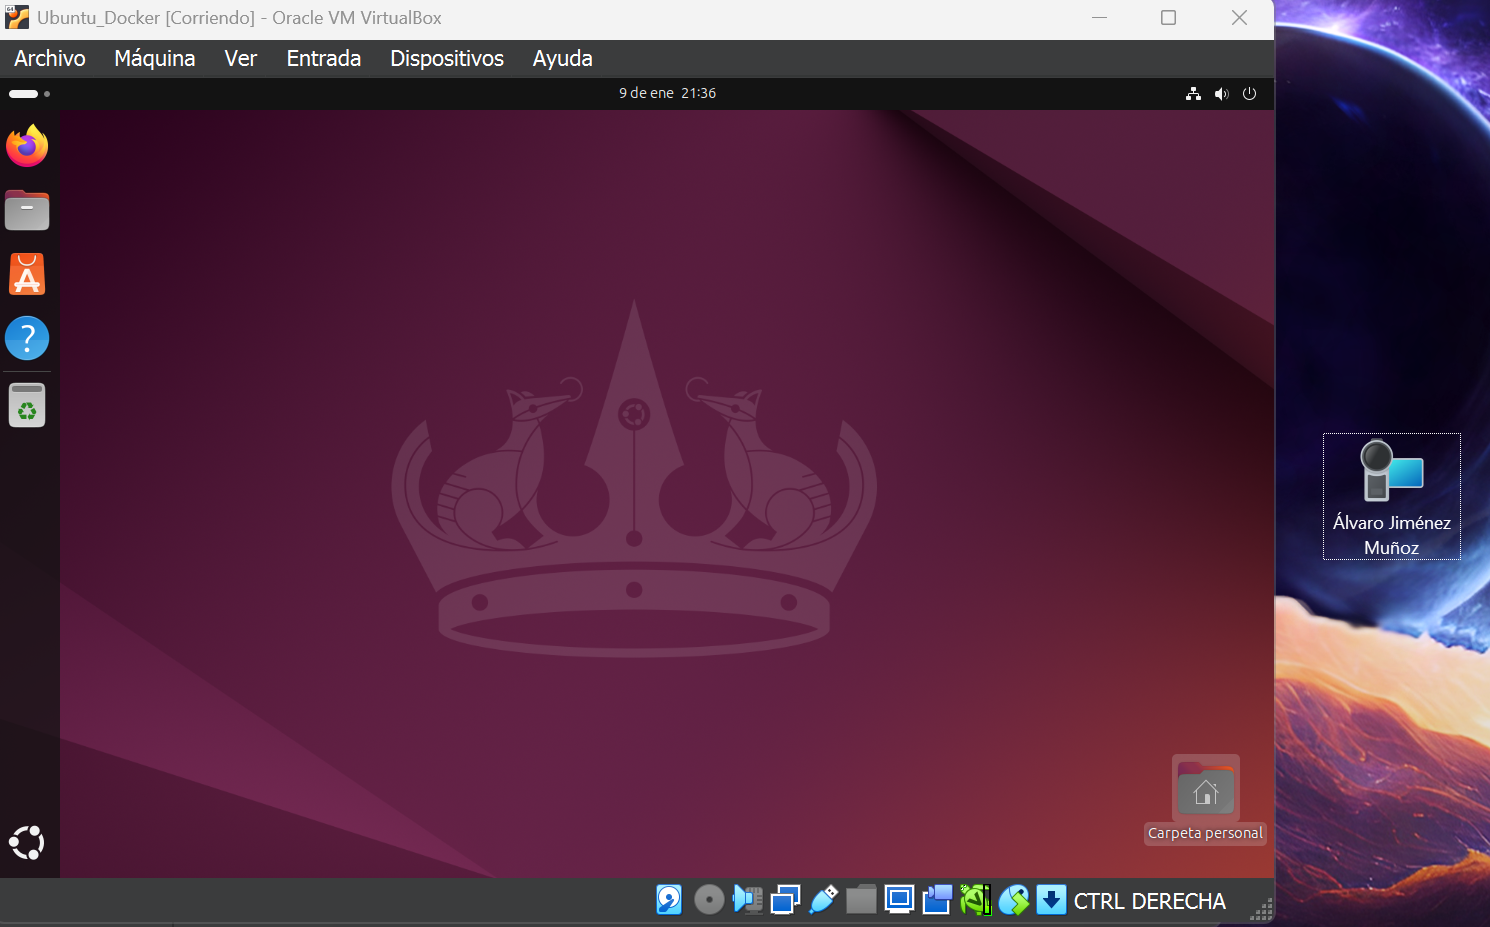 Ubuntu_Docker [Corriendo] - Oracle VM VirtualBox
Archivo Máquina Ver Entrada Dispositivos Ayuda
9 de ene 21:36
Álvaro Jiménez
Muñoz
Carpeta personal
CTRL DERECHA